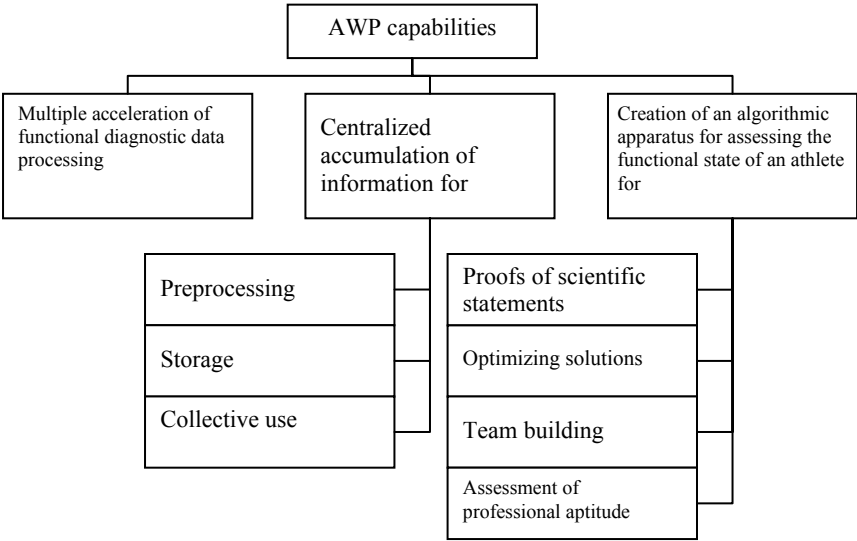 AWP capabilities
Multiple acceleration of
functional diagnostic data
processing
Centralized
accumulation of
information for
Creation of an algorithmic
apparatus for assessing the
functional state of an athlete
for
Preprocessing
Storage
Collective use
Proofs of scientific
statements
Optimizing solutions
Team building
Assessment of
professional aptitude